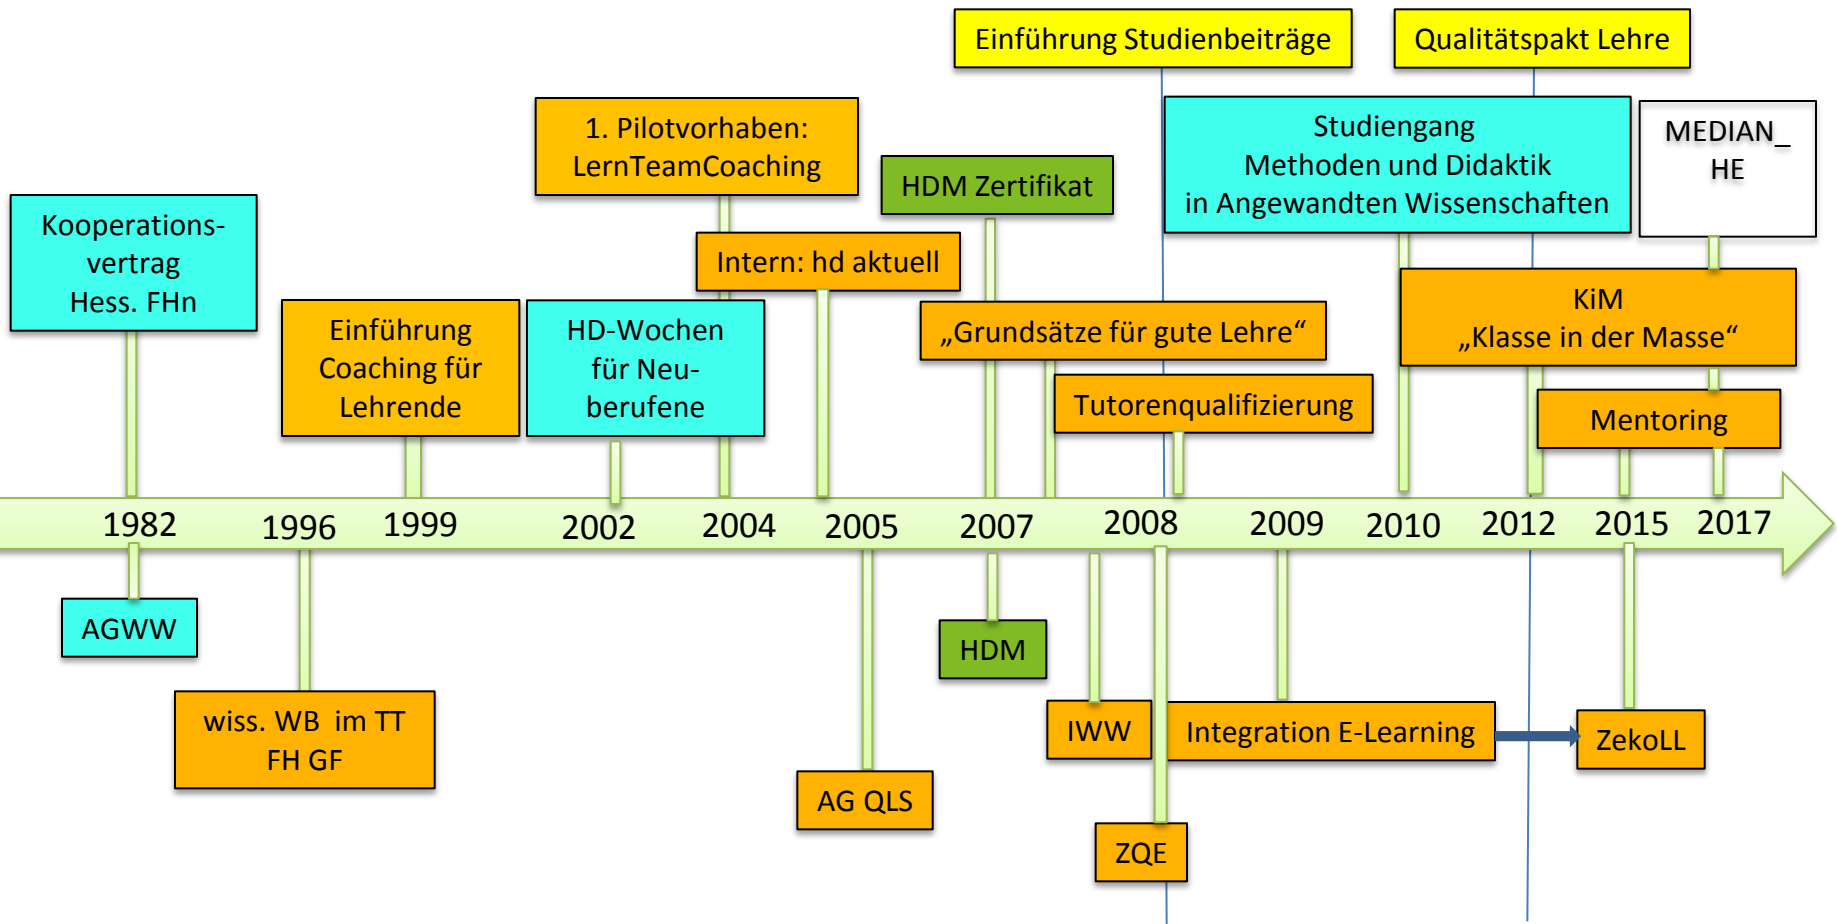 Einführung Studienbeiträge
Qualitätspakt Lehre
1. Pilotvorhaben:
LernTeamCoaching
Studiengang
Methoden und Didaktik
in Angewandten Wissenschaften
MEDIAN_
HE
HDM Zertifikat
Kooperations-
vertrag
Hess. FHn
Intern: hd aktuell
Einführung
Coaching für
Lehrende
HD-Wochen
für Neu-
berufene
„Grundsätze für gute Lehre“
KiM
„Klasse in der Masse“
Tutorenqualifizierung
Mentoring
1982
1996
1999
2002
2004
2005
2007
2008
2009
2010
2012
2015
2017
AGWW
HDM
wiss. WB  im TT
FH GF
IWW
Integration E-Learning
ZekoLL
AG QLS
ZQE